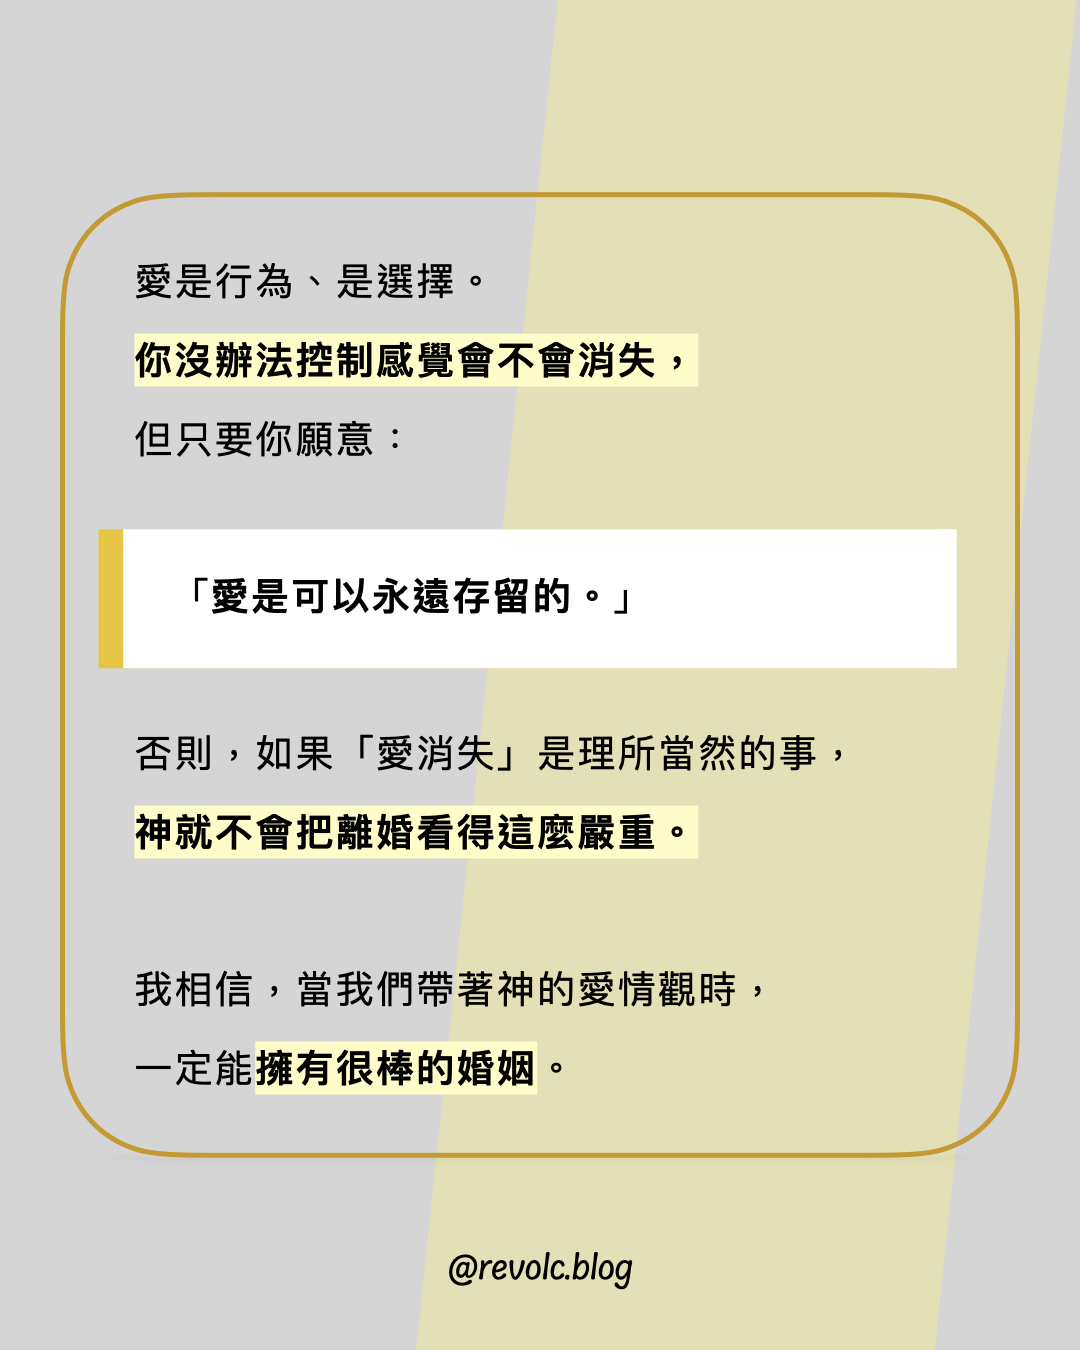 愛是行為、是選擇。
你沒辦法控制感覺會不會消失，
但只要你願意：
「愛是可以永遠存留的。」
否則，如果「愛消失」是理所當然的事，
神就不會把離婚看得這麼嚴重。
我相信，當我們帶著神的愛情觀時，
一定能擁有很棒的婚姻。
@revolc.blog